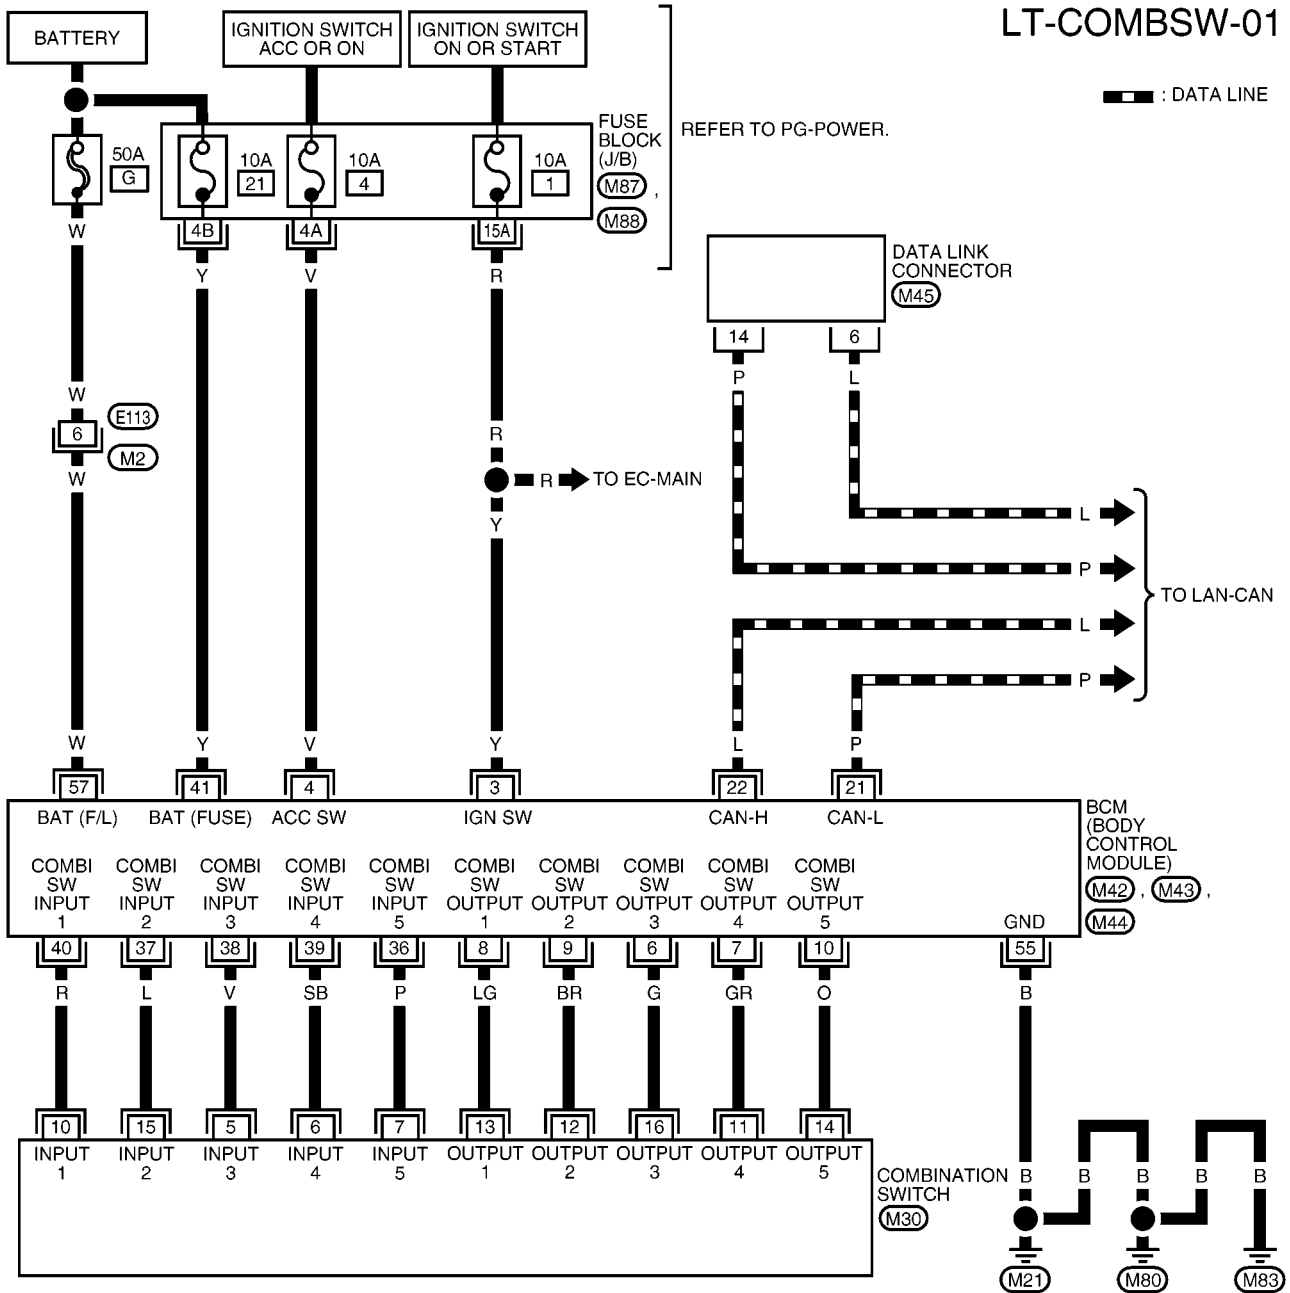 LT-COMBSW-01
BATTERY
IGNITION SWITCH
ACC OR ON
IGNITION SWITCH
ON OR START
: DATA LINE
REFER TO PG-POWER.
FUSE
BLOCK
(J/B)
M87 ,
M88
50A
G
10A
21
10A
4
10A
1
4B
4A
15A
W
Y
V
R
DATA LINK
CONNECTOR
M45
14
6
P
L
W
E113
6
M2
W
R
R
TO EC-MAIN
Y
L
P
L
P
TO LAN-CAN
W
Y
V
Y
L
P
57
41
4
3
22
21
BAT (F/L)
BAT (FUSE)
ACC SW
IGN SW
CAN-H
CAN-L
BCM
(BODY
CONTROL
MODULE)
M42 , M43 ,
M44
COMBI
SW
INPUT
1
COMBI
SW
INPUT
2
COMBI
SW
INPUT
3
COMBI
SW
INPUT
4
COMBI
SW
INPUT
5
COMBI
SW
OUTPUT
1
COMBI
SW
OUTPUT
2
COMBI
SW
OUTPUT
3
COMBI
SW
OUTPUT
4
COMBI
SW
OUTPUT
5
GND
40
37
38
39
36
8
9
6
7
10
55
R
L
V
SB
P
LG
BR
G
GR
O
B
10
15
5
6
7
13
12
16
11
14
INPUT
1
INPUT
2
INPUT
3
INPUT
4
INPUT
5
OUTPUT
1
OUTPUT
2
OUTPUT
3
OUTPUT
4
OUTPUT
5
COMBINATION
SWITCH
M30
B
B
B
B
B
M21
M80
M83